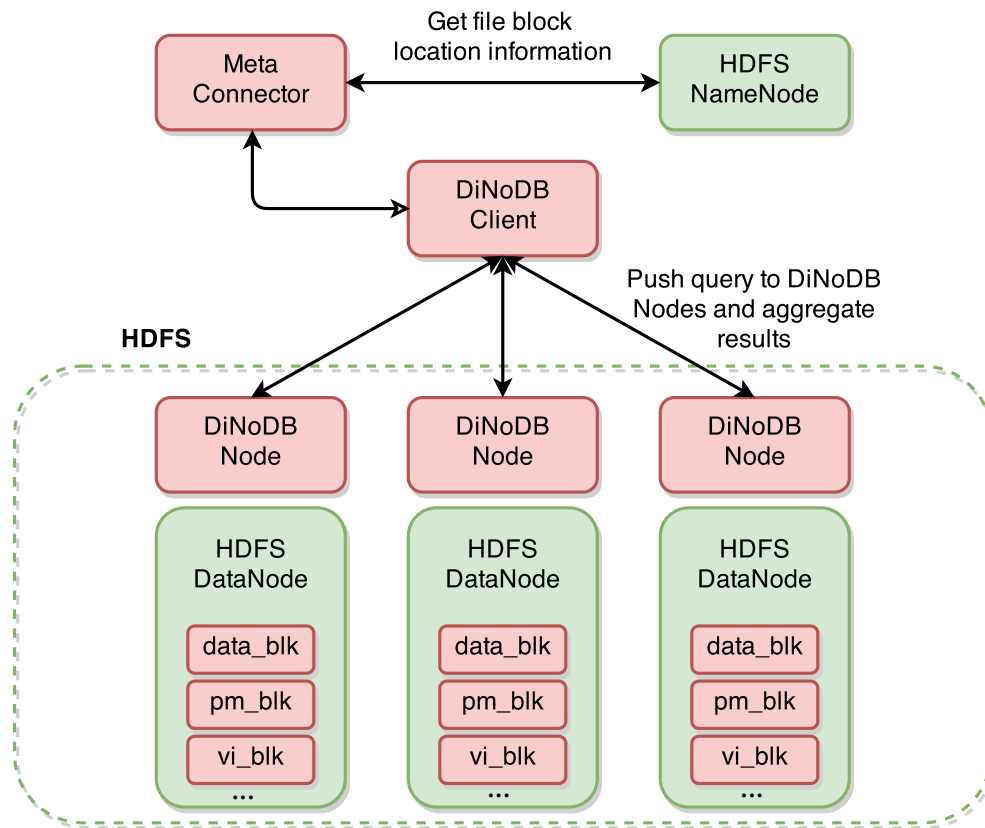 Get file block
location information
Meta
Connector
HDFS
NameNode
DiNoDB
Client
Push query to DiNoDB
Nodes and aggregate
results
HDFS
DiNoDB
Node
DiNoDB
Node
DiNoDB
Node
HDFS
DataNode
data_blk
pm_blk
vi_blk
...
HDFS
DataNode
data_blk
pm_blk
vi_blk
...
HDFS
DataNode
data_blk
pm_blk
vi_blk
...